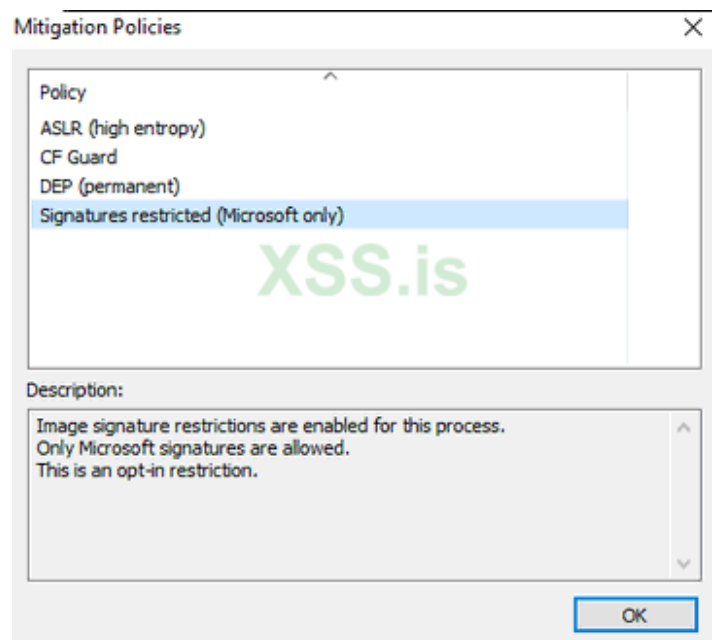 Mitigation Policies
Policy
ASLR (high entropy)
CF Guard
DEP (permanent)
Signatures restricted (Microsoft only)
XSS.is
Description:
Image signature restrictions are enabled for this process.
Only Microsoft signatures are allowed.
This is an opt-in restriction.
OK